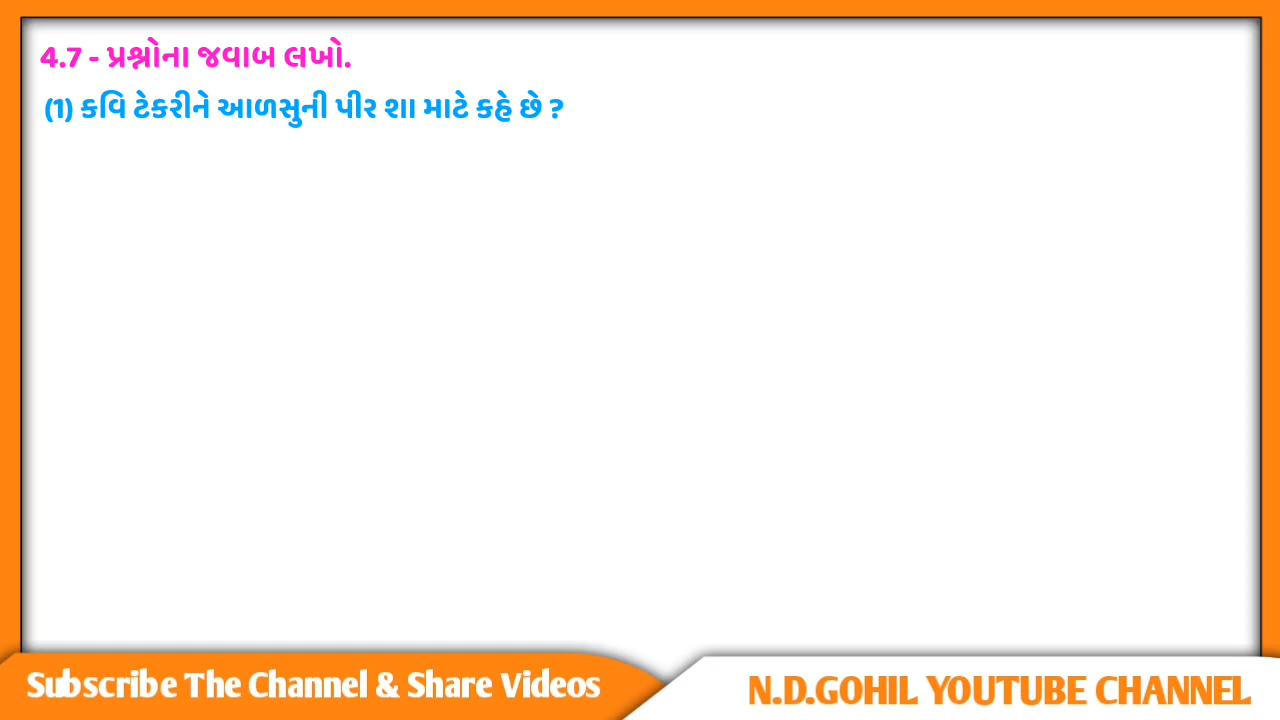 4.7 - પ્રશ્નોના જવાબ લખો.
(1) કવિ ટેકરીને આળસુની પીર શા માટે કહે છે ?
Subscribe The Channel & Share Videos
N.D.GOHIL YOUTUBE CHANNEL